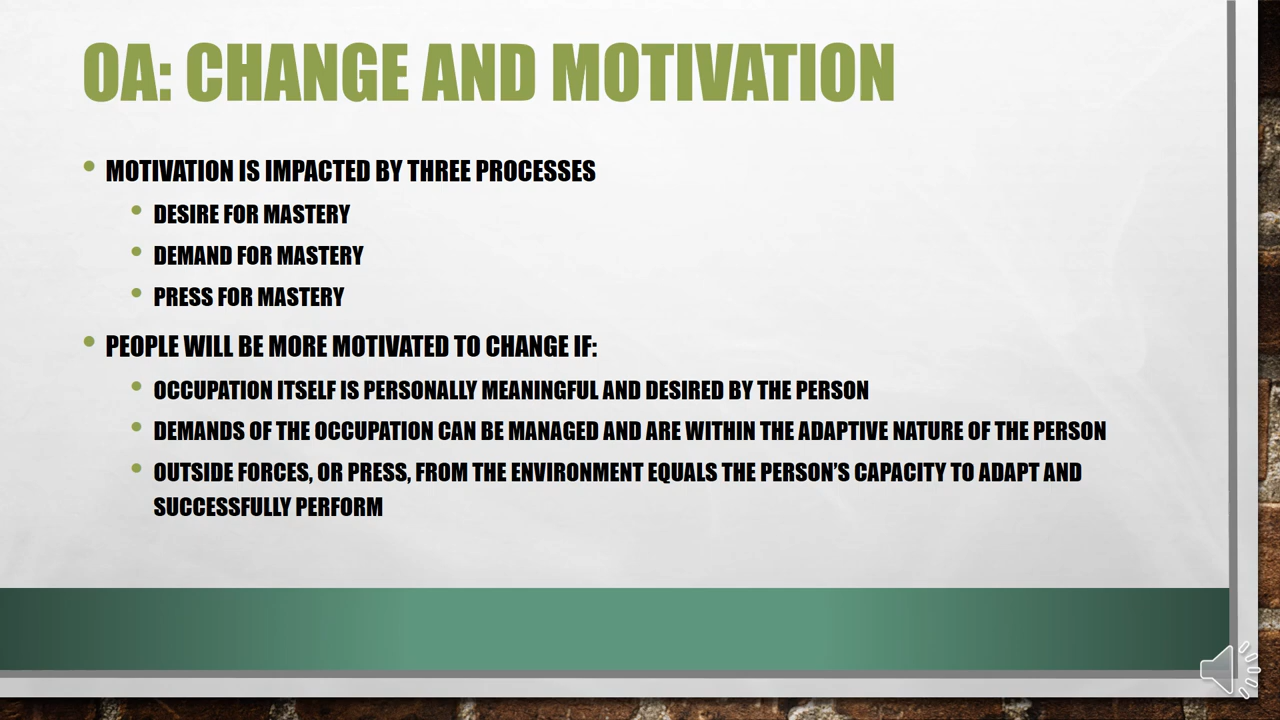 OA: CHANGE AND MOTIVATION
• MOTIVATION IS IMPACTED BY THREE PROCESSES
• DESIRE FOR MASTERY
• DEMAND FOR MASTERY
• PRESS FOR MASTERY
• PEOPLE WILL BE MORE MOTIVATED TO CHANGE IF:
• OCCUPATION ITSELF IS PERSONALLY MEANINGFUL AND DESIRED BY THE PERSON
• DEMANDS OF THE OCCUPATION CAN BE MANAGED AND ARE WITHIN THE ADAPTIVE NATURE OF THE PERSON
• OUTSIDE FORCES, OR PRESS, FROM THE ENVIRONMENT EQUALS THE PERSON’S CAPACITY TO ADAPT AND
SUCCESSFULLY PERFORM